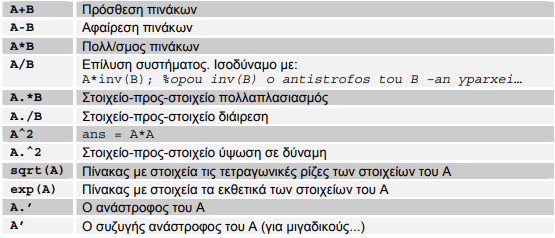 A+B Πρόσθεση πινάκων
A-B Αφαίρεση πινάκων
A*B Πολλ/σμος πινάκων
A/B Επίλυση συστήματος. Ισοδύναμο με:
A*inv(B); %opou inv(B) o antistrofos tou B -an yparxei…
A.*B Στοιχείο-προς-στοιχείο πολλαπλασιασμός
A./B Στοιχείο-προς-στοιχείο διάιρεση
A^2 ans = A*A
A.^2 Στοιχείο-προς-στοιχείο ύψωση σε δύναμη
sqrt(A) Πίνακας με στοιχεία τις τετραγωνικές ρίζες των στοιχείων του Α
exp(A) Πίνακας με στοιχεία τα εκθετικά των στοιχείων του Α
A.‘ Ο ανάστροφος του Α
A’ Ο συζυγής ανάστροφος του Α (για μιγαδικούς...)